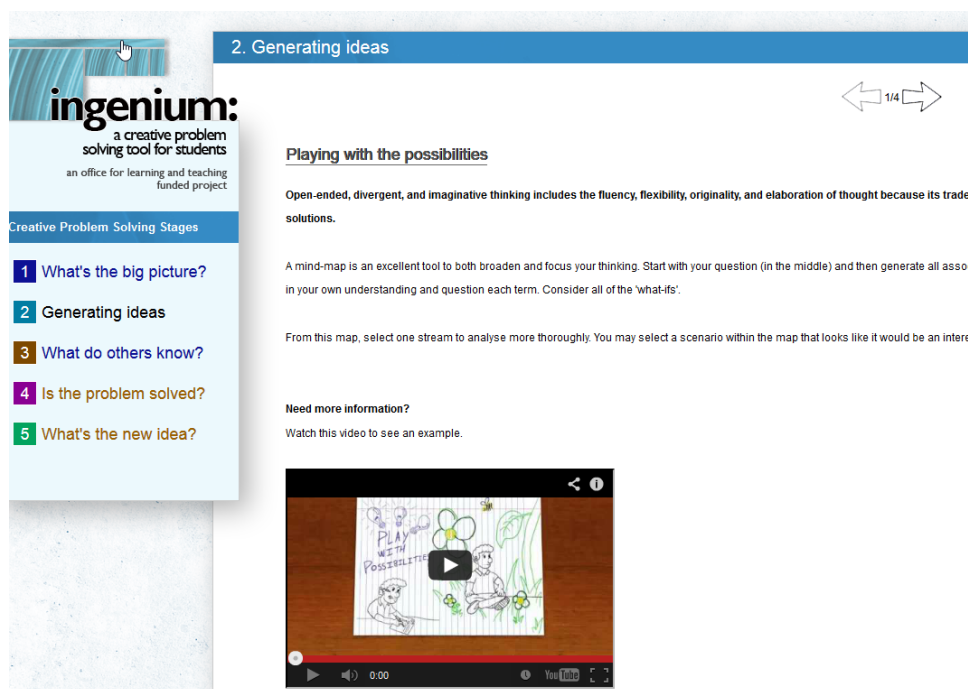 2. Generating ideas
1/4
ingenium:
a creative problem
solving tool for students
an office for learning and teaching
funded project
Creative Problem Solving Stages
1 What's the big picture?
2 Generating ideas
3 What do others know?
4 Is the problem solved?
5 What's the new idea?
Playing with the possibilities
Open-ended, divergent, and imaginative thinking includes the fluency, flexibility, originality, and elaboration of thought because its trade
solutions.
A mind-map is an excellent tool to both broaden and focus your thinking. Start with your question (in the middle) and then generate all asso
in your own understanding and question each term. Consider all of the 'what-ifs'.
From this map, select one stream to analyse more thoroughly. You may select a scenario within the map that looks like it would be an intere
Need more information?
Watch this video to see an example.
PLAY
WITH
POSSIBILITIES
0:00
YouTube